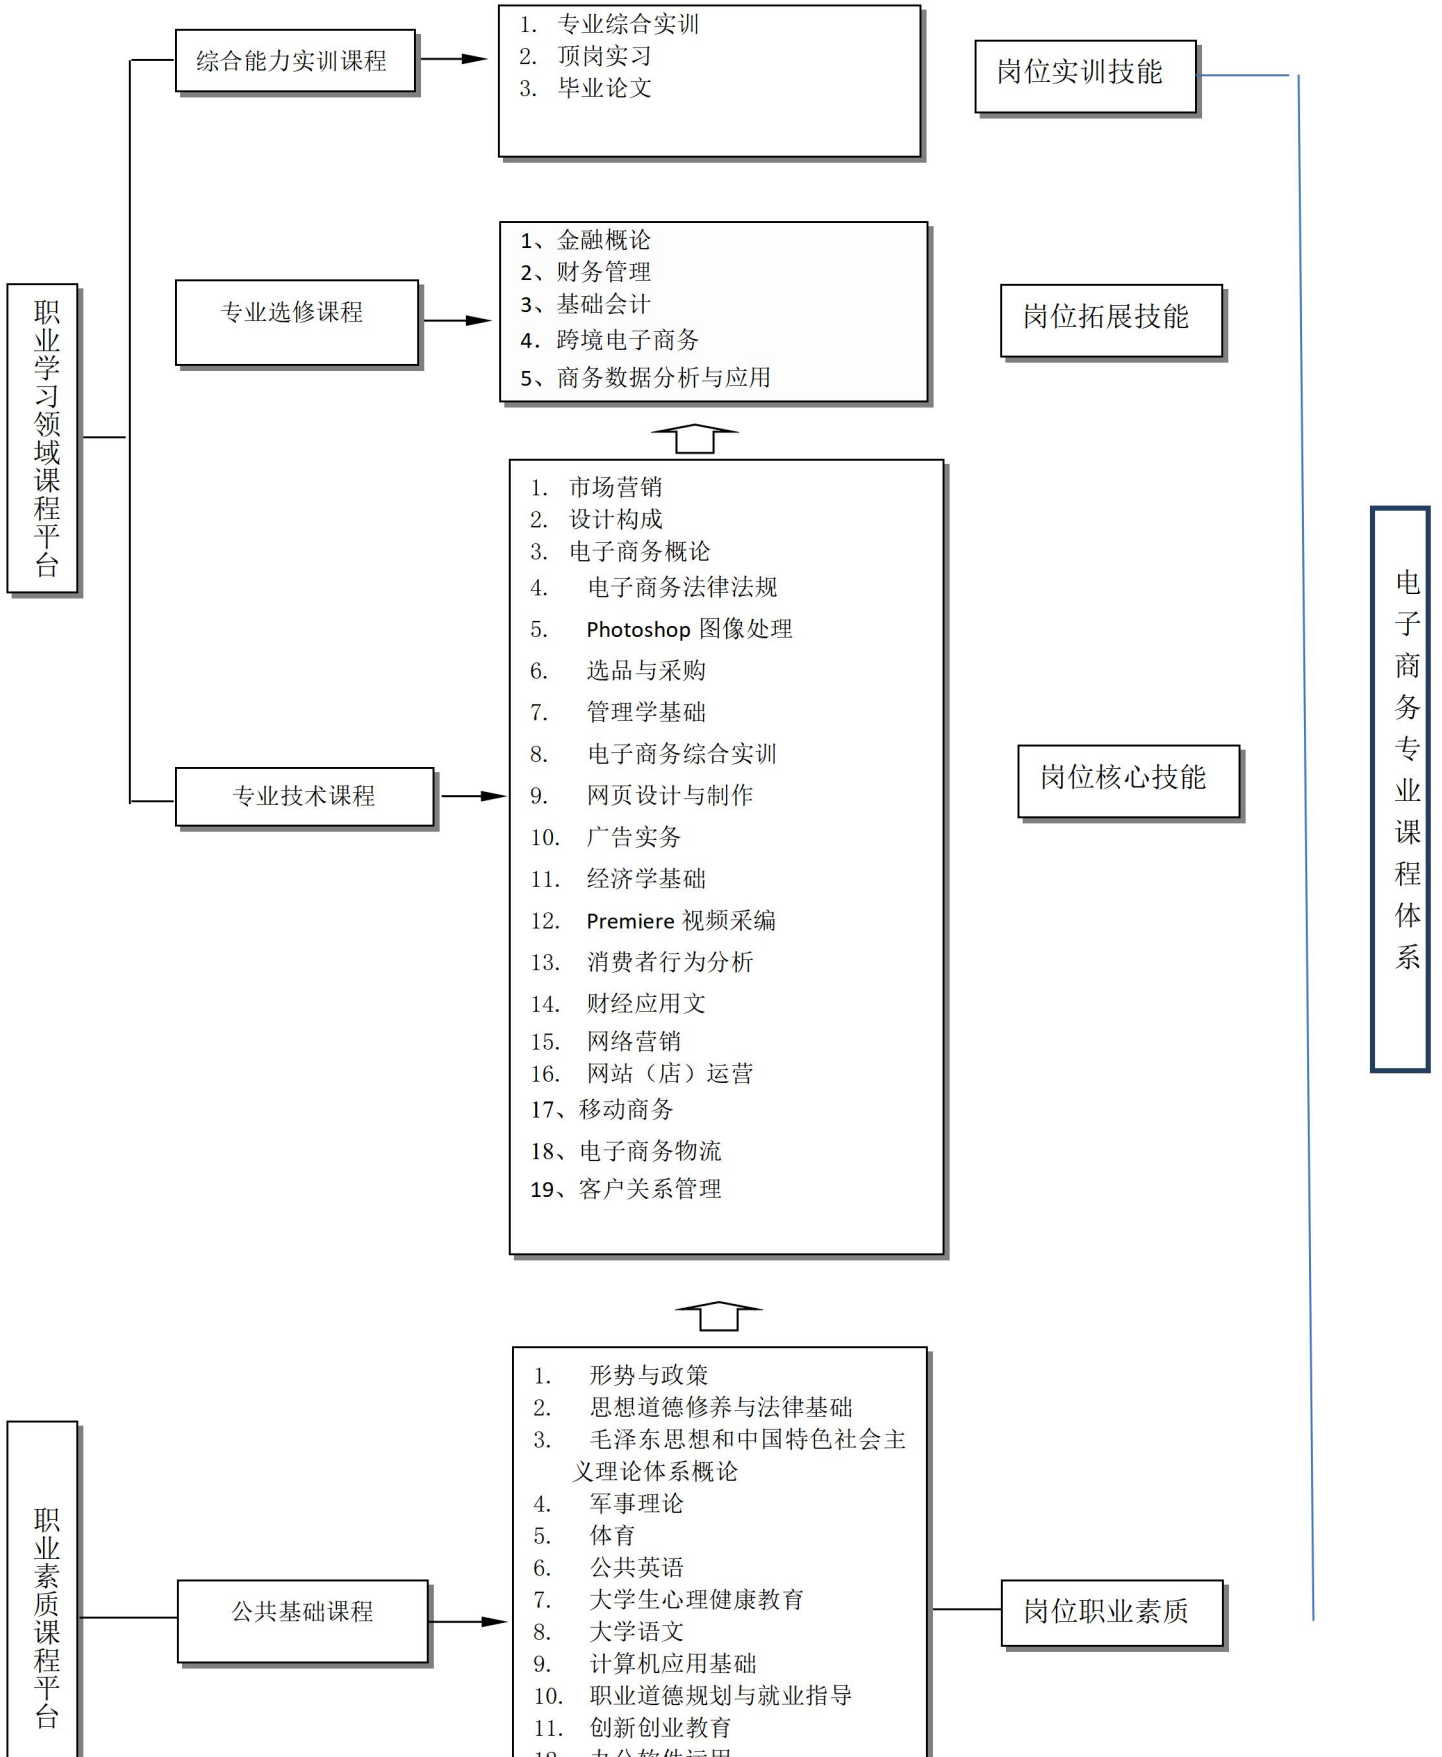 综合能力实训课程
1. 专业综合实训
2. 顶岗实习
3. 毕业论文
岗位实训技能
职业学习领域课程平台
专业选修课程
1、金融概论
2、财务管理
3、基础会计
4. 跨境电子商务
5、商务数据分析与应用
岗位拓展技能
专业技术课程
1. 市场营销
2. 设计构成
3. 电子商务概论
4. 电子商务法律法规
5. Photoshop 图像处理
6. 选品与采购
7. 管理学基础
8. 电子商务综合实训
9. 网页设计与制作
10. 广告实务
11. 经济学基础
12. Premiere 视频采编
13. 消费者行为分析
14. 财经应用文
15. 网络营销
16. 网站（店）运营
17、移动商务
18、电子商务物流
19、客户关系管理
岗位核心技能
电子商务专业课程体系
职业素质课程平台
公共基础课程
1. 形势与政策
2. 思想道德修养与法律基础
3. 毛泽东思想和中国特色社会主
义理论体系概论
4. 军事理论
5. 体育
6. 公共英语
7. 大学生心理健康教育
8. 大学语文
9. 计算机应用基础
10. 职业道德规划与就业指导
11. 创新创业教育
12. 办公软件运用
岗位职业素质